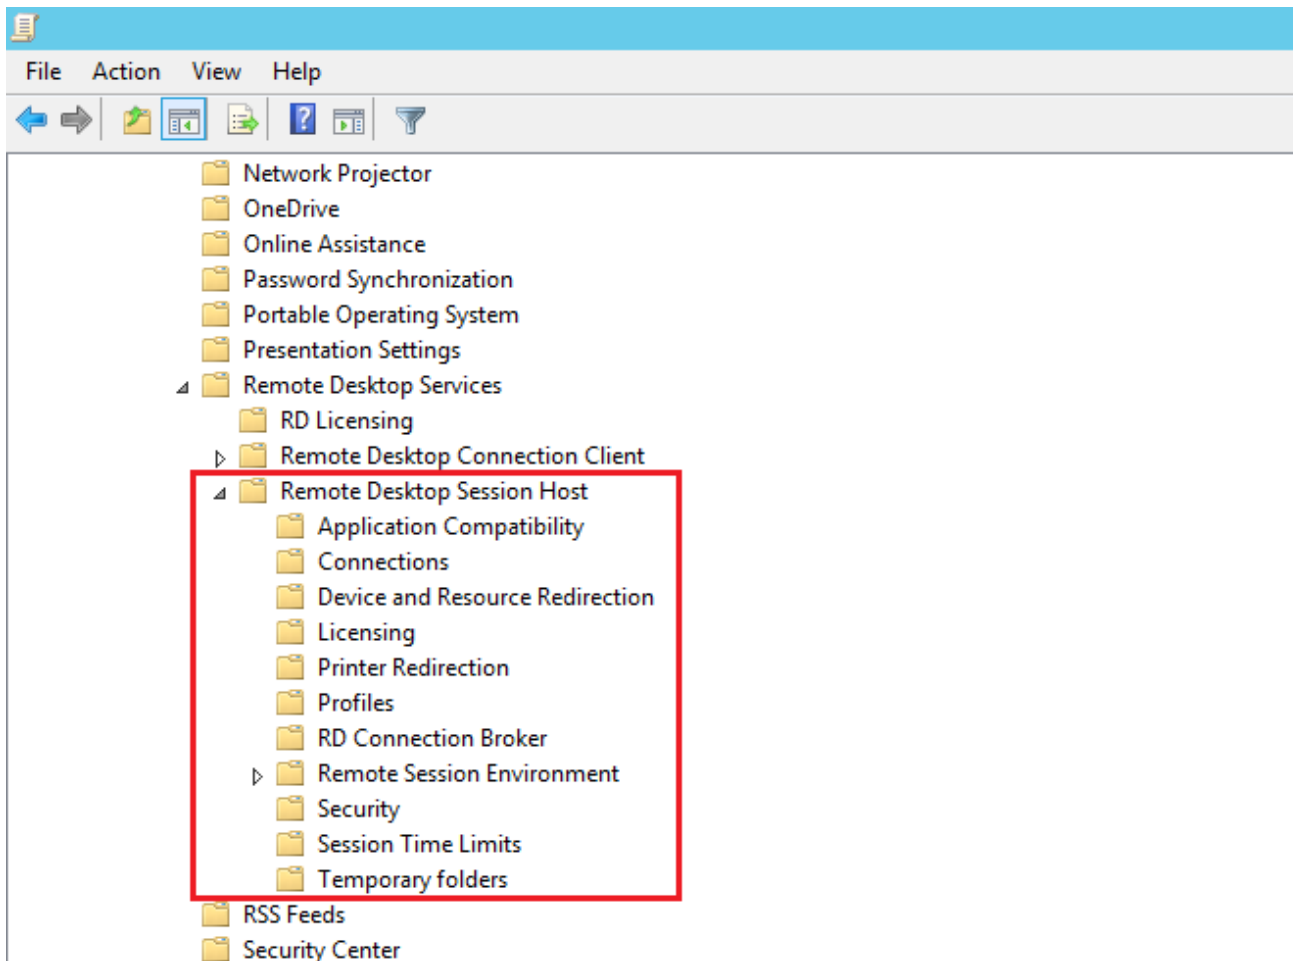 File Action View Help
Network Projector
OneDrive
Online Assistance
Password Synchronization
Portable Operating System
Presentation Settings
Remote Desktop Services
RD Licensing
Remote Desktop Connection Client
Remote Desktop Session Host
Application Compatibility
Connections
Device and Resource Redirection
Licensing
Printer Redirection
Profiles
RD Connection Broker
Remote Session Environment
Security
Session Time Limits
Temporary folders
RSS Feeds
Security Center